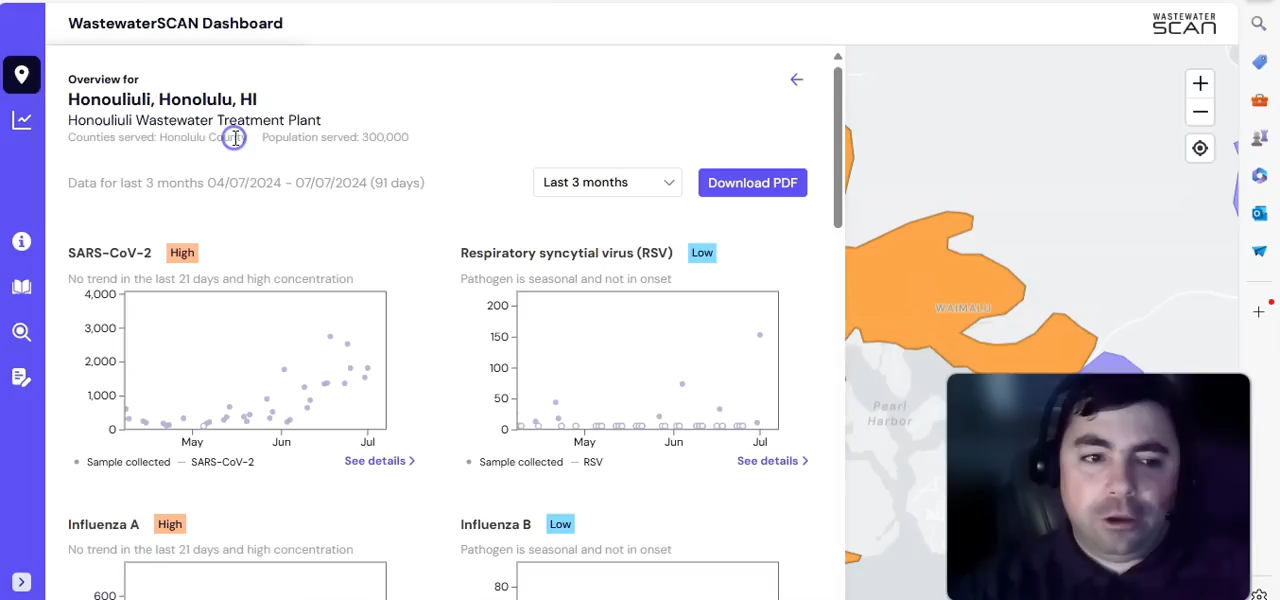 WastewaterSCAN Dashboard
WASTEWATER
SCAN
Overview for
Honouliuli, Honolulu, HI
Honouliuli Wastewater Treatment Plant
Counties served: Honolulu County Population served: 300,000
Data for last 3 months 04/07/2024 - 07/07/2024 (91 days)
Last 3 months
Download PDF
SARS-CoV-2 High
No trend in the last 21 days and high concentration
4,000
3,000
2,000
1,000
0
May Jun Jul
Sample collected — SARS-CoV-2
See details
Respiratory syncytial virus (RSV) Low
Pathogen is seasonal and not in onset
200
150
100
50
0
May Jun Jul
Sample collected — RSV
See details
Influenza A High
No trend in the last 21 days and high concentration
600
Influenza B Low
Pathogen is seasonal and not in onset
80
WAIMALU
Pearl
Harbor